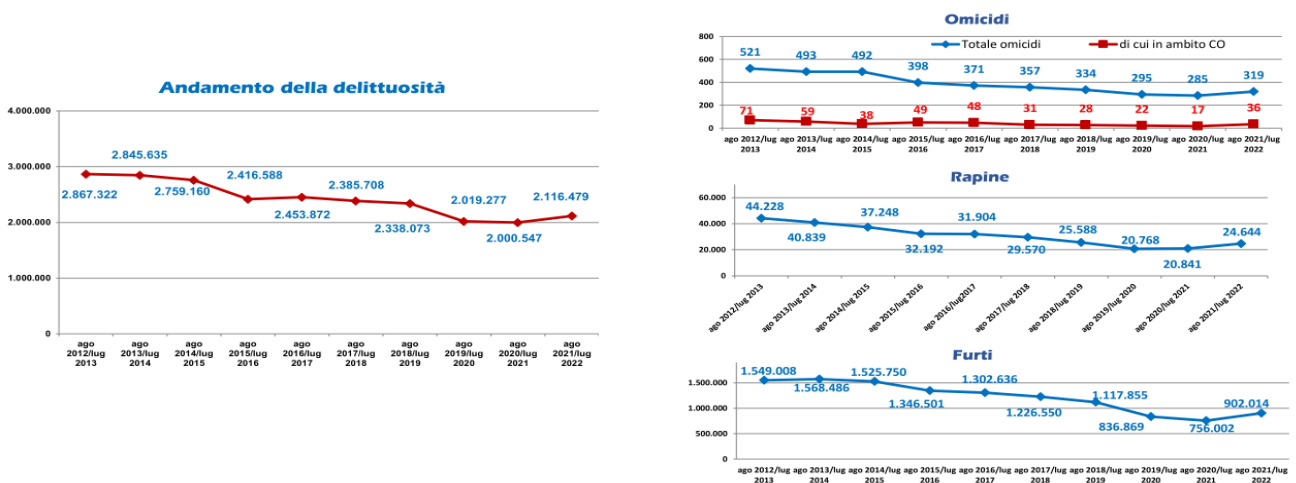 Andamento della delittuosità
4.000.000
3.000.000
2.000.000
1.000.000
0
2.867.322
2.845.635
2.759.160
2.416.588
2.453.872
2.385.708
2.338.073
2.019.277
2.000.547
2.116.479
ago 2012/lug 2013
ago 2013/lug 2014
ago 2014/lug 2015
ago 2015/lug 2016
ago 2016/lug 2017
ago 2017/lug 2018
ago 2018/lug 2019
ago 2019/lug 2020
ago 2020/lug 2021
ago 2021/lug 2022
Omicidi
Totale omicidi
di cui in ambito CO
800
600
400
200
0
521
493
492
398
371
357
334
295
285
319
71
59
38
49
48
31
28
22
17
36
ago 2012/lug 2013
ago 2013/lug 2014
ago 2014/lug 2015
ago 2015/lug 2016
ago 2016/lug 2017
ago 2017/lug 2018
ago 2018/lug 2019
ago 2019/lug 2020
ago 2020/lug 2021
ago 2021/lug 2022
Rapine
60.000
40.000
20.000
0
44.228
40.839
37.248
32.192
31.904
29.570
25.588
20.768
20.841
24.644
ago 2012/lug 2013
ago 2013/lug 2014
ago 2014/lug 2015
ago 2015/lug 2016
ago 2016/lug2017
ago 2017/lug 2018
ago 2018/lug 2019
ago 2019/lug 2020
ago 2020/lug 2021
ago 2021/lug 2022
Furti
1.500.000
1.000.000
500.000
0
1.549.008
1.568.486
1.525.750
1.346.501
1.302.636
1.226.550
1.117.855
836.869
756.002
902.014
ago 2012/lug 2013
ago 2013/lug 2014
ago 2014/lug 2015
ago 2015/lug 2016
ago 2016/lug 2017
ago 2017/lug 2018
ago 2018/lug 2019
ago 2019/lug 2020
ago 2020/lug 2021
ago 2021/lug 2022